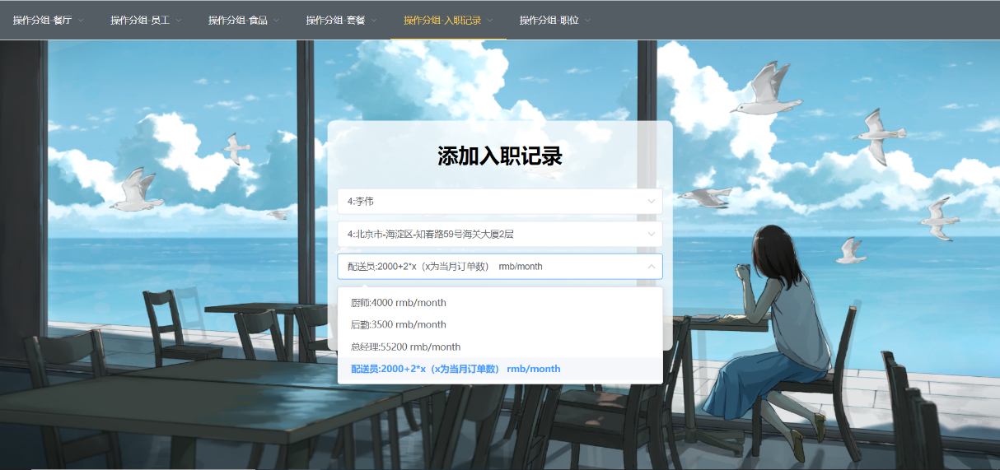 操作分组-餐厅
操作分组-员工
操作分组-食品
操作分组-套餐
操作分组-入职记录
操作分组-职位
添加入职记录
4:李伟
4:北京市-海淀区-知春路59号海关大厦2层
配送员:2000+2*x（x为当月订单数） rmb/month
厨师:4000 rmb/month
后勤:3500 rmb/month
总经理:55200 rmb/month
配送员:2000+2*x（x为当月订单数） rmb/month